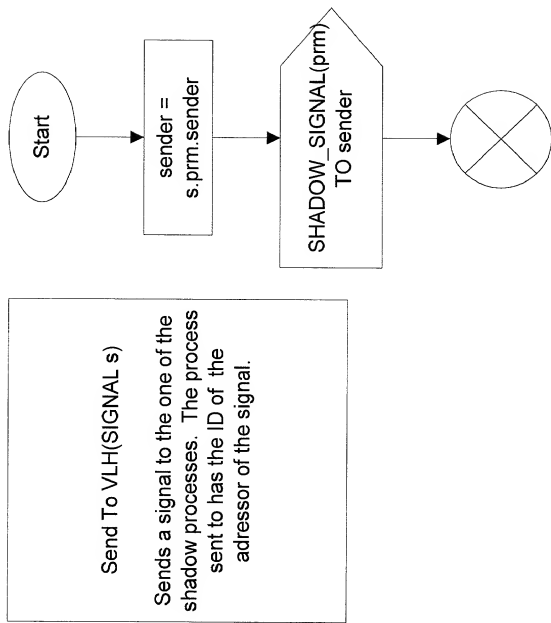 Send To VLH(SIGNAL s)
Sends a signal to the one of the
shadow processes. The process
sent to has the ID of the
adressor of the signal.
Start
sender =
s.prm.sender
SHADOW_SIGNAL(prm)
TO sender